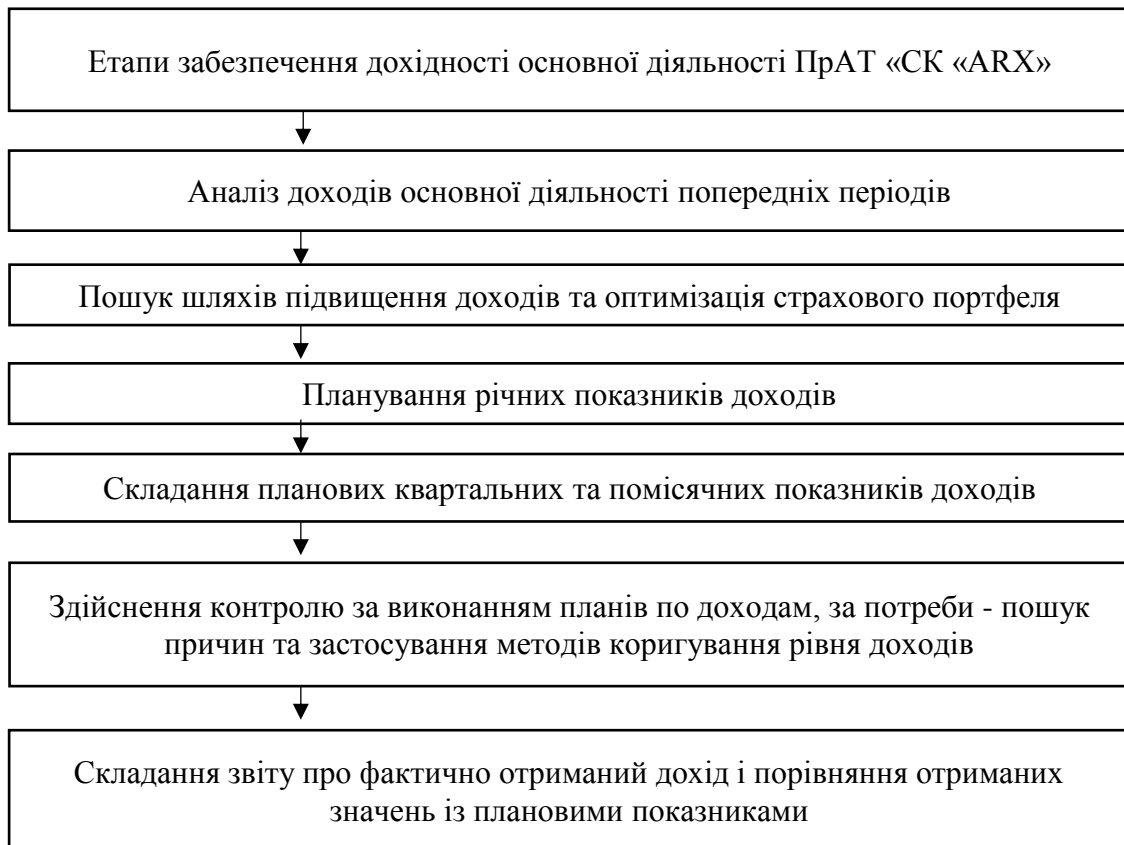 Етапи забезпечення дохідності основної діяльності ПрАТ «СК «ARX»
Аналіз доходів основної діяльності попередніх періодів
Пошук шляхів підвищення доходів та оптимізація страхового портфеля
Планування річних показників доходів
Складання планових квартальних та помісячних показників доходів
Здійснення контролю за виконанням планів по доходам, за потреби - пошук
причин та застосування методів коригування рівня доходів
Складання звіту про фактично отриманий дохід і порівняння отриманих
значень із плановими показниками